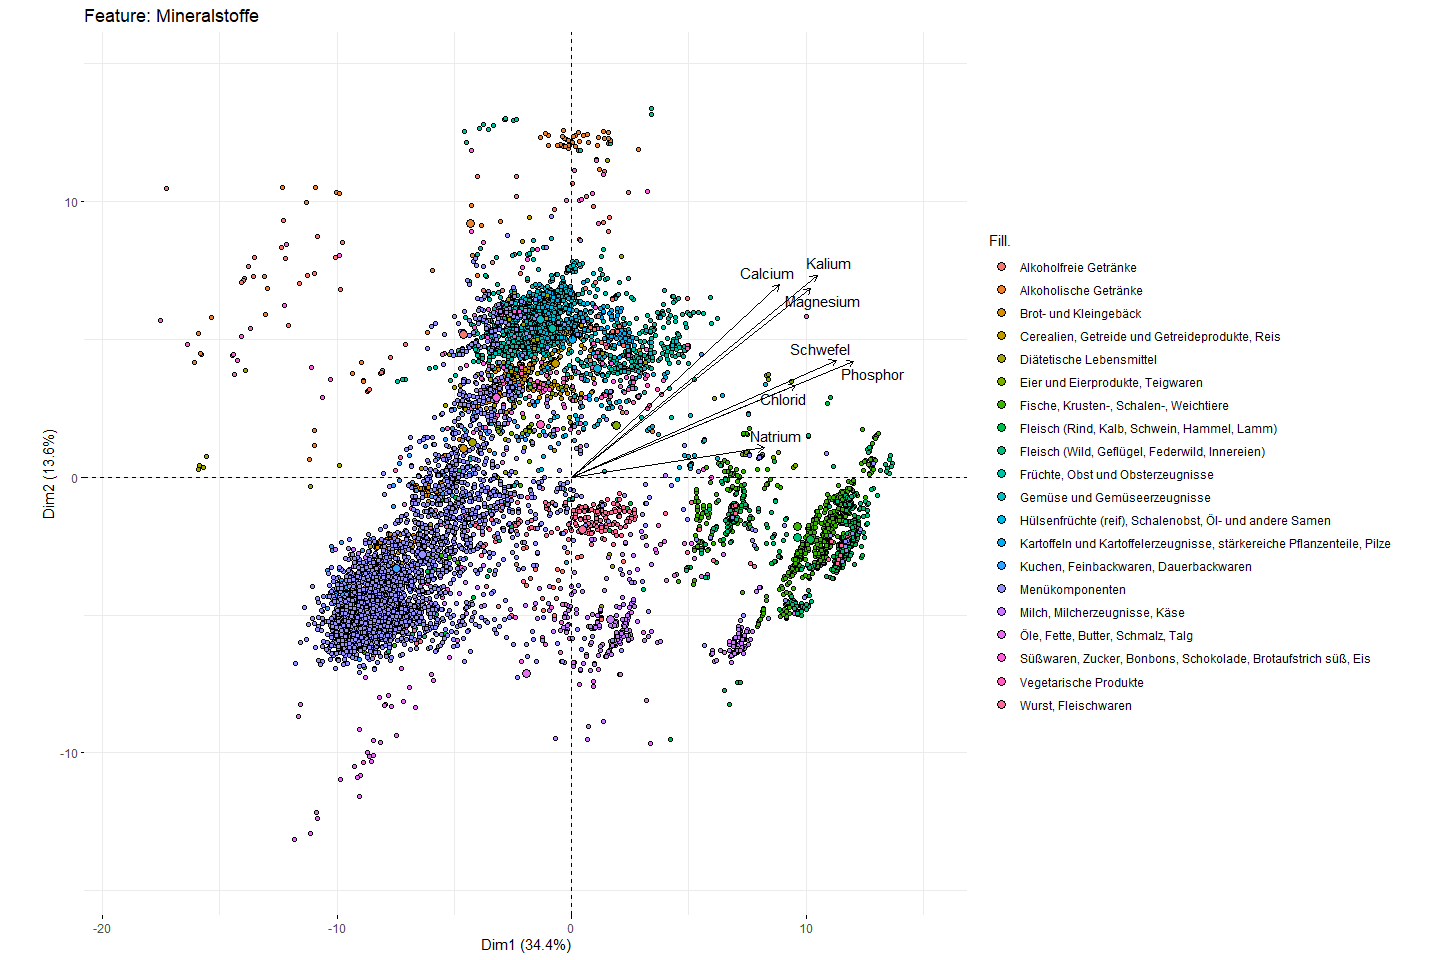 Feature: Mineralstoffe
10
0
-10
Dim2 (13.6%)
Calcium
Kalium
Magnesium
Schwefel
Phosphor
Chlorid
Natrium
-20
-10
0
10
Dim1 (34.4%)
Fill.
Alkoholfreie Getränke
Alkoholische Getränke
Brot- und Kleingebäck
Cerealien, Getreide und Getreideprodukte, Reis
Diätetische Lebensmittel
Eier und Eierprodukte, Teigwaren
Fische, Krusten-, Schalen-, Weichtiere
Fleisch (Rind, Kalb, Schwein, Hammel, Lamm)
Fleisch (Wild, Geflügel, Federwild, Innereien)
Früchte, Obst und Obsterzeugnisse
Gemüse und Gemüseerzeugnisse
Hülsenfrüchte (reif), Schalenobst, Öl- und andere Samen
Kartoffeln und Kartoffelerzeugnisse, stärkereiche Pflanzenteile, Pilze
Kuchen, Feinbackwaren, Dauerbackwaren
Menükomponenten
Milch, Milcherzeugnisse, Käse
Öle, Fette, Butter, Schmalz, Talg
Süßwaren, Zucker, Bonbons, Schokolade, Brotaufstrich süß, Eis
Vegetarische Produkte
Wurst, Fleischwaren